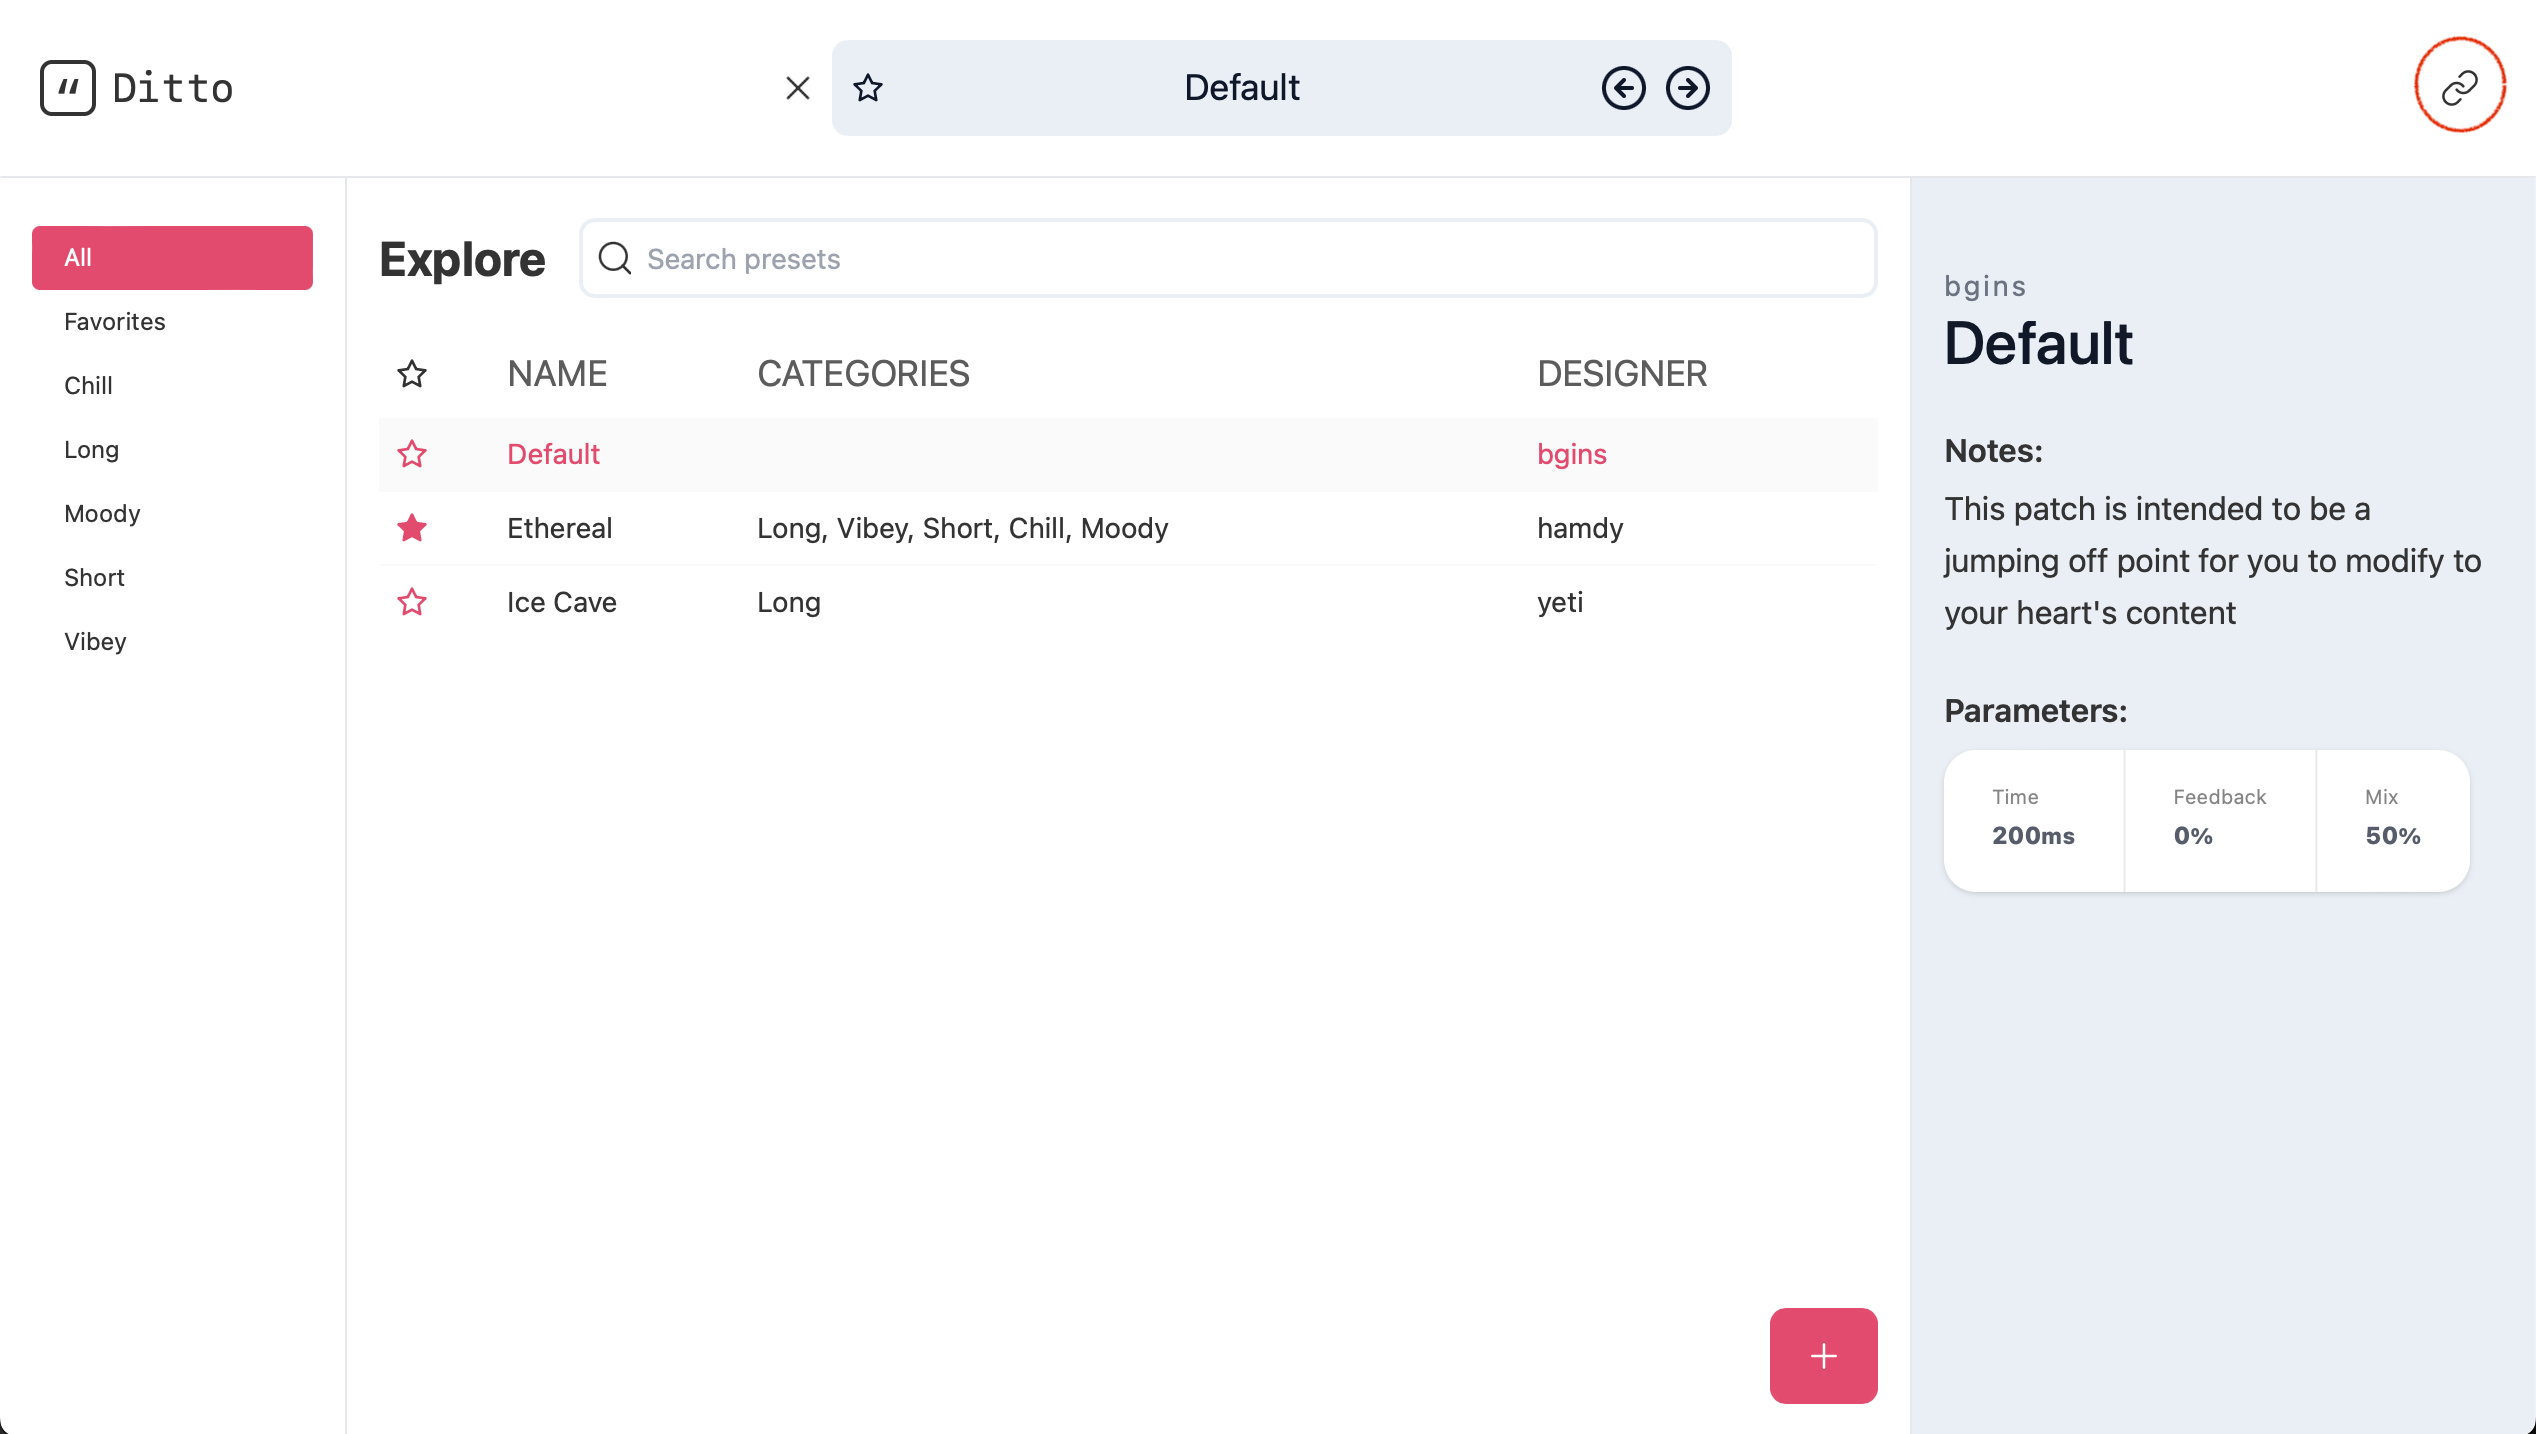 “ Ditto
Default
All
Favorites
Chill
Long
Moody
Short
Vibey
Explore
Search presets
NAME CATEGORIES DESIGNER
Default bgins
Ethereal Long, Vibey, Short, Chill, Moody hamdy
Ice Cave Long yeti
+
bgins
Default
Notes:
This patch is intended to be a
jumping off point for you to modify to
your heart's content
Parameters:
Time Feedback Mix
200ms 0% 50%